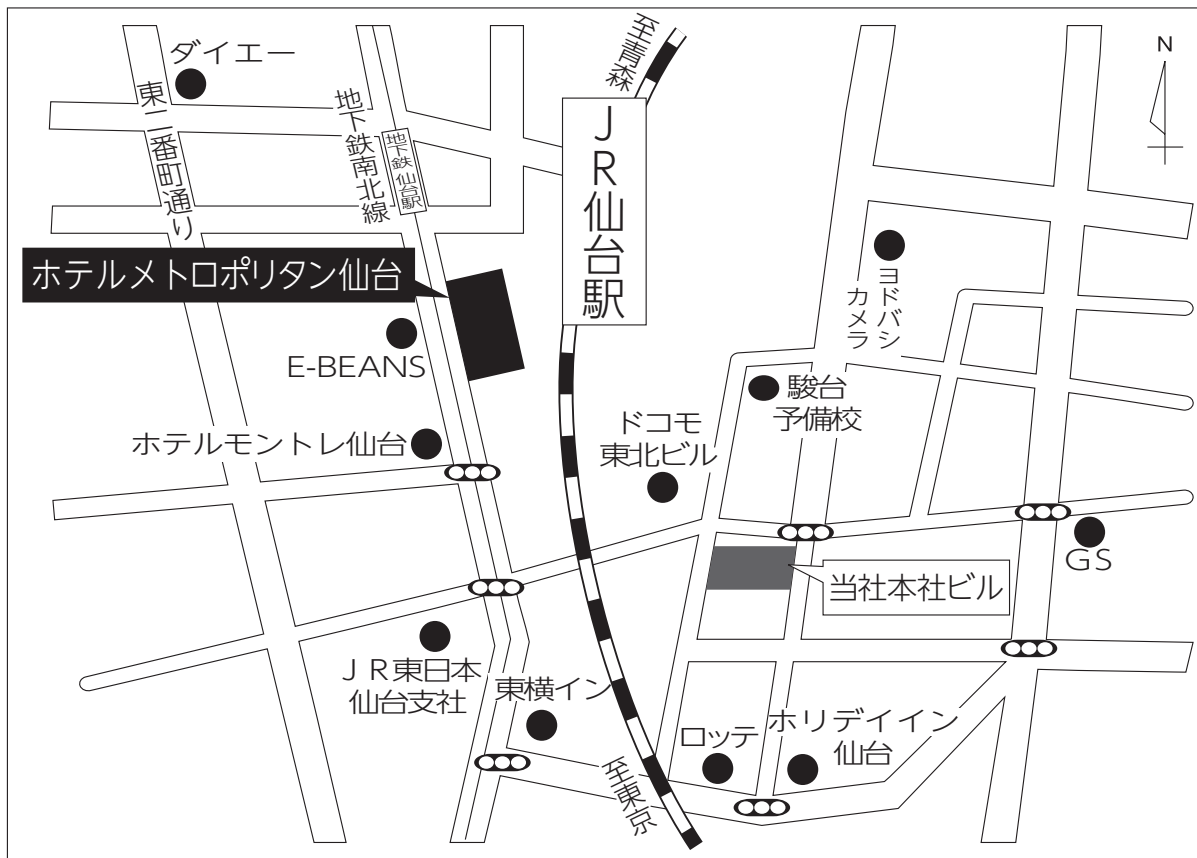 ダイエー
東二番町通り
地下鉄南北線
地下鉄仙台駅
至青森
JR仙台駅
N
ホテルメトロポリタン仙台
E-BEANS
ヨドバシ
カメラ
駿台
予備校
ホテルモントレ仙台
ドコモ
東北ビル
GS
当社本社ビル
JR東日本
仙台支社
東横イン
ロッテ
ホリデイイン
仙台
至東京